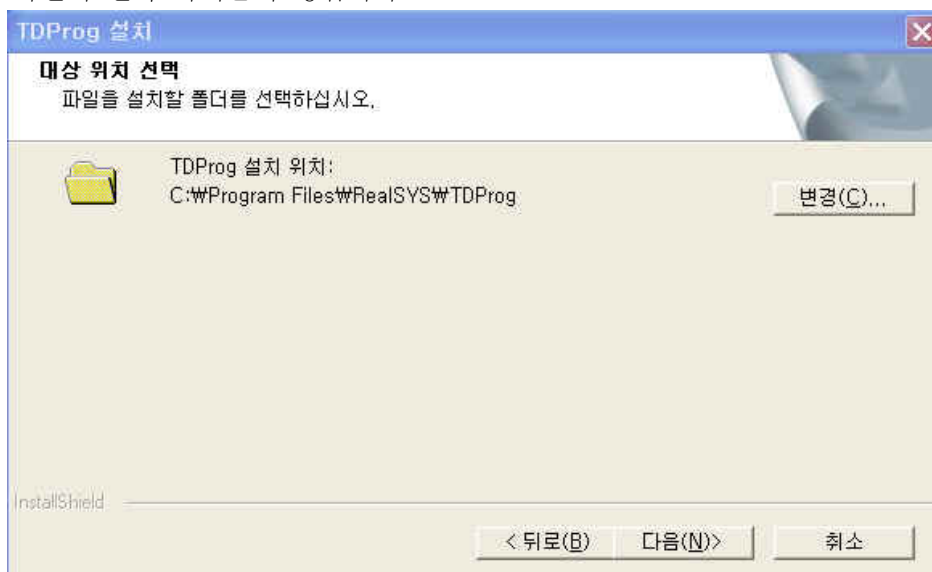 TDProg 설치
대상 위치 선택
파일을 설치할 폴더를 선택하십시오.
TDProg 설치 위치:
C:₩Program Files₩RealSYS₩TDProg
변경(C)...
InstallShield
< 뒤로(B) 다음(N)> 취소